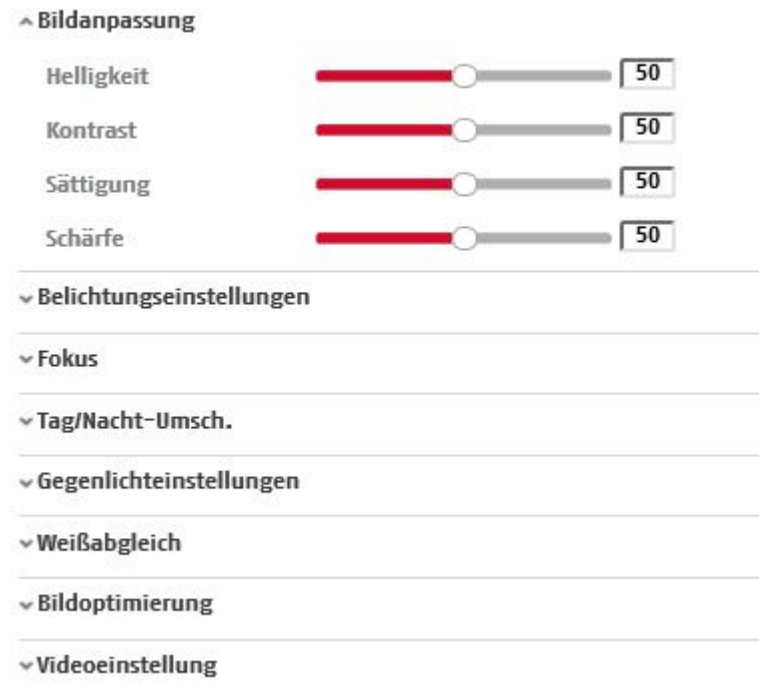 Bildanpassung
Helligkeit 50
Kontrast 50
Sättigung 50
Schärfe 50
Belichtungseinstellungen
Fokus
Tag/Nacht-Umsch.
Gegenlichteinstellungen
Weißabgleich
Bildoptimierung
Videoeinstellung